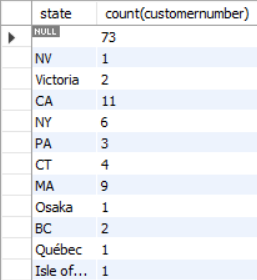 state count(customernumber)
NULL 73
NV 1
Victoria 2
CA 11
NY 6
PA 3
CT 4
MA 9
Osaka 1
BC 2
Québec 1
Isle of... 1